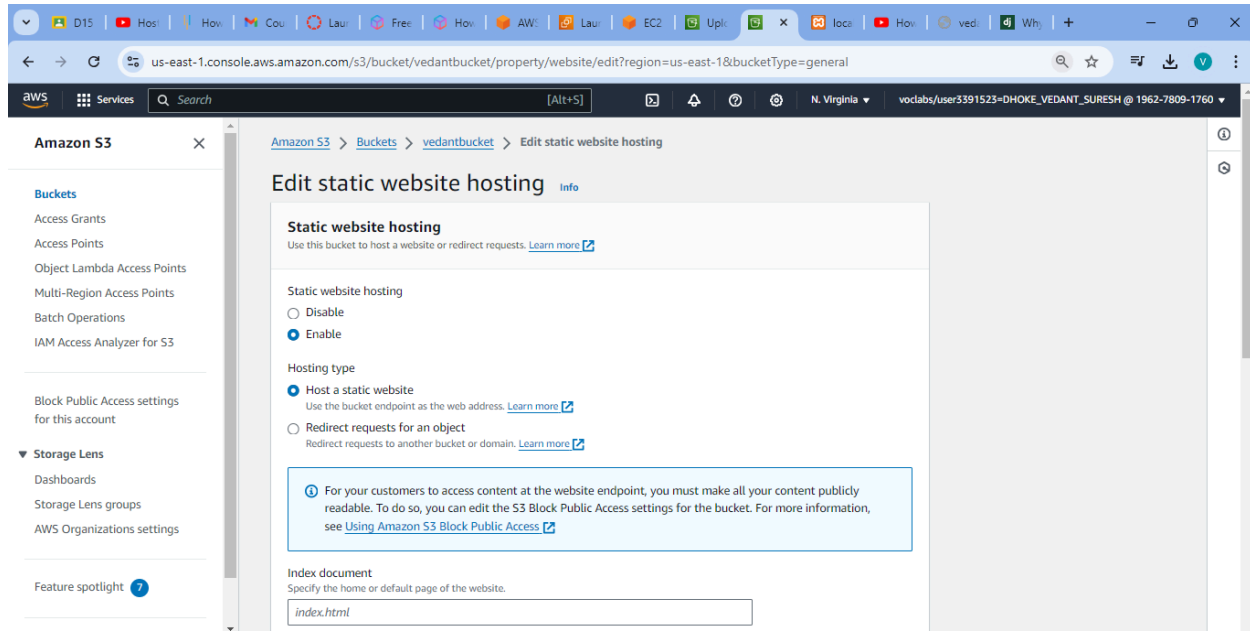 D15
Host
How
Cou
Laun
Free
How
AWS
Laun
EC2
Uplo
loca
How
veda
dj Why
us-east-1.console.aws.amazon.com/s3/bucket/vedantbucket/property/website/edit?region=us-east-1&bucketType=general
V
aws
Services
Search
[Alt+S]
N. Virginia
voclabs/user3391523=DHOKE_VEDANT_SURESH @ 1962-7809-1760
Amazon S3
Buckets
Access Grants
Access Points
Object Lambda Access Points
Multi-Region Access Points
Batch Operations
IAM Access Analyzer for S3
Block Public Access settings
for this account
Storage Lens
Dashboards
Storage Lens groups
AWS Organizations settings
Feature spotlight 7
Amazon S3 > Buckets > vedantbucket > Edit static website hosting
Edit static website hosting Info
Static website hosting
Use this bucket to host a website or redirect requests. Learn more
Static website hosting
Disable
Enable
Hosting type
Host a static website
Use the bucket endpoint as the web address. Learn more
Redirect requests for an object
Redirect requests to another bucket or domain. Learn more
For your customers to access content at the website endpoint, you must make all your content publicly
readable. To do so, you can edit the S3 Block Public Access settings for the bucket. For more information,
see Using Amazon S3 Block Public Access
Index document
Specify the home or default page of the website.
index.html